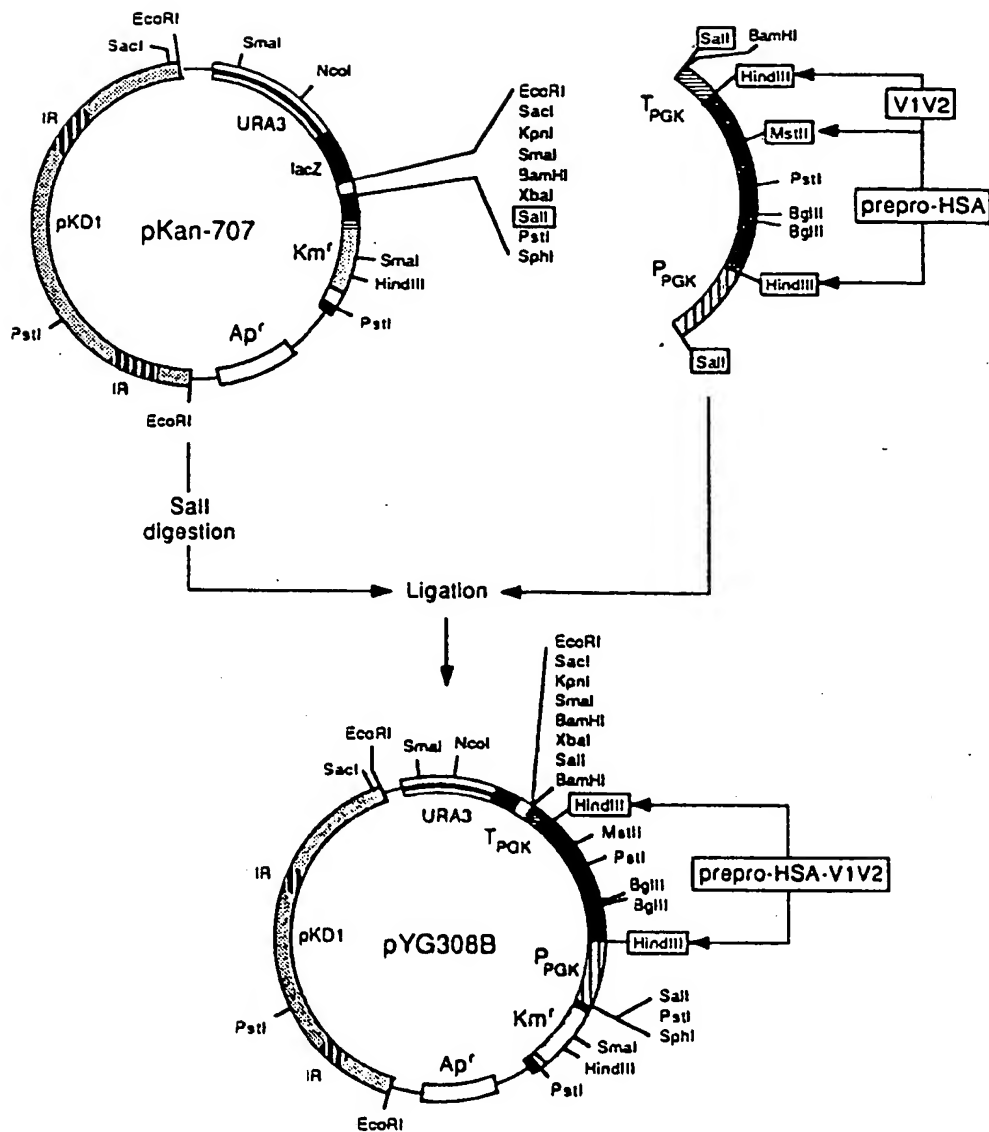 EcoRI
SacI
SmaI
NcoI
IR
URA3
lacZ
pKD1
pKan-707
Km^r
SmaI
HindIII
PstI
PstI
Ap^r
IR
EcoRI
EcoRI
SacI
KpnI
SmaI
BamHI
XbaI
SalI
PstI
SphI
SalI
BamHI
HindIII
T_PGK
V1V2
MstII
PstI
prepro-HSA
BglII
BglII
P_PGK
HindIII
SalI
SalI
digestion
Ligation
EcoRI
SacI
KpnI
SmaI
BamHI
XbaI
SalI
BamHI
EcoRI
SacI
SmaI
NcoI
URA3
T_PGK
HindIII
MstII
PstI
prepro-HSA-V1V2
BglII
BglII
IR
pKD1
pYG308B
HindIII
P_PGK
SalI
PstI
SphI
Km^r
SmaI
HindIII
PstI
PstI
Ap^r
IR
EcoRI